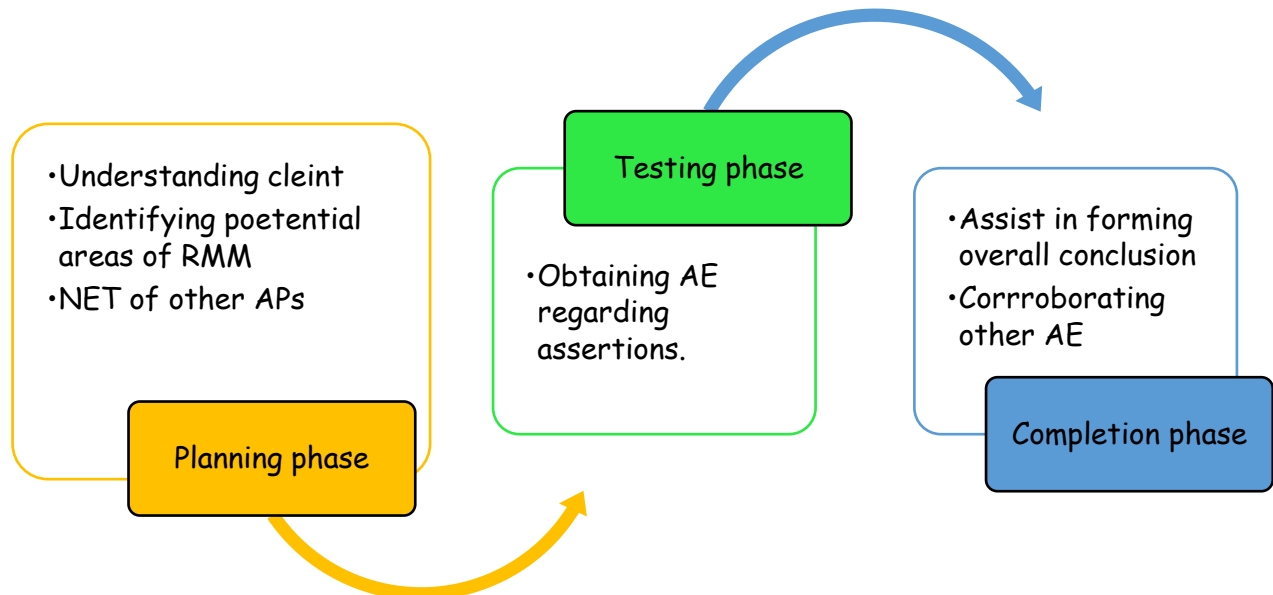 •Understanding cleint
•Identifying poetential
areas of RMM
•NET of other APs
Planning phase
Testing phase
•Obtaining AE
regarding
assertions.
•Assist in forming
overall conclusion
•Corrroborating
other AE
Completion phase